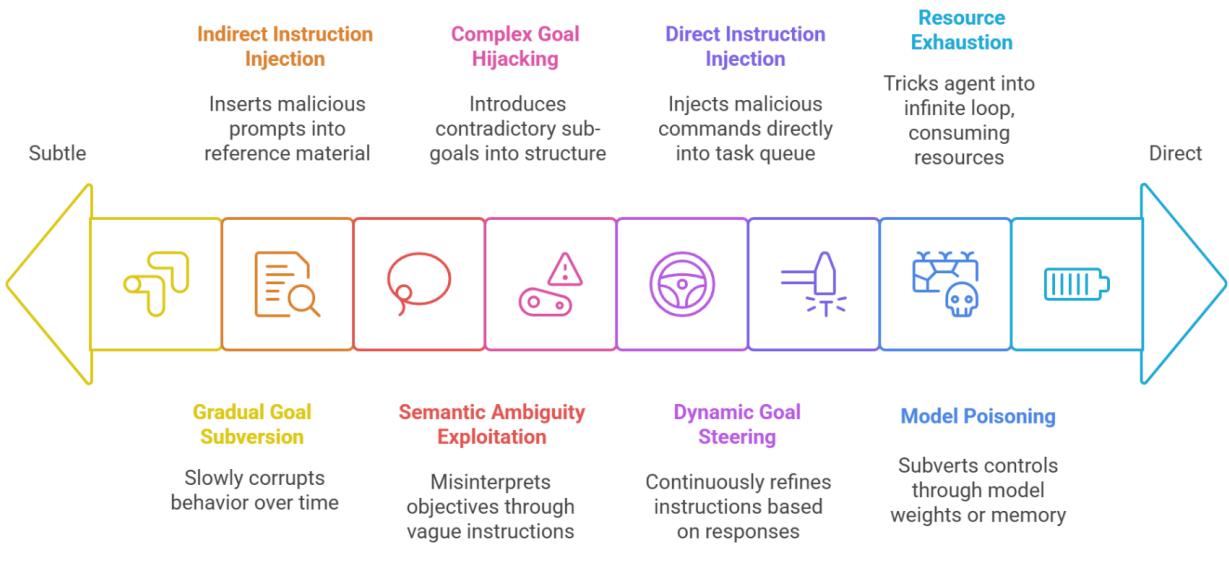 Subtle
Indirect Instruction
Injection
Inserts malicious
prompts into
reference material
Complex Goal
Hijacking
Introduces
contradictory sub-
goals into structure
Direct Instruction
Injection
Injects malicious
commands directly
into task queue
Resource
Exhaustion
Tricks agent into
infinite loop,
consuming
resources
Direct
Gradual Goal
Subversion
Slowly corrupts
behavior over time
Semantic Ambiguity
Exploitation
Misinterprets
objectives through
vague instructions
Dynamic Goal
Steering
Continuously refines
instructions based
on responses
Model Poisoning
Subverts controls
through model
weights or memory